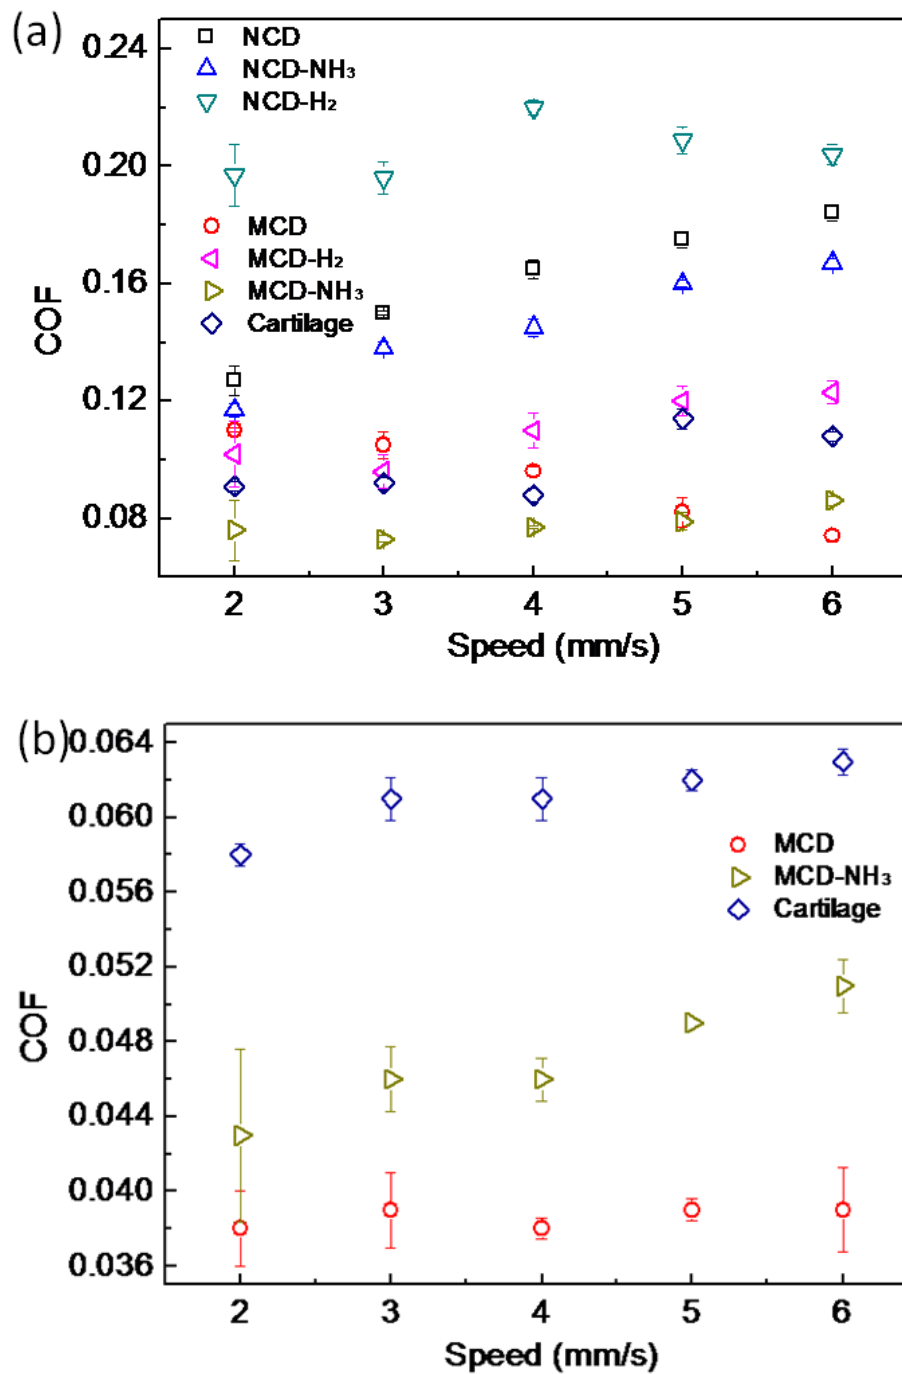 (a)
0.24
0.20
0.16
0.12
0.08
COF
NCD
NCD-NH₃
NCD-H₂
MCD
MCD-H₂
MCD-NH₃
Cartilage
2 3 4 5 6
Speed (mm/s)
(b)
0.064
0.060
0.056
0.052
0.048
0.044
0.040
0.036
COF
MCD
MCD-NH₃
Cartilage
2 3 4 5 6
Speed (mm/s)